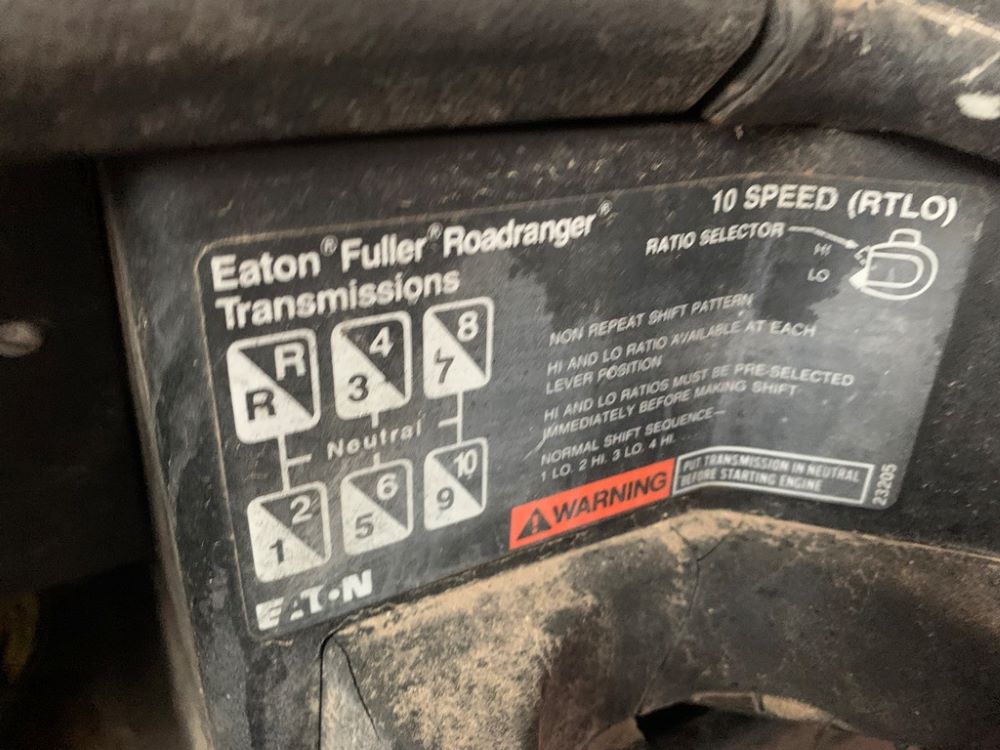 Eaton® Fuller® Roadranger®
Transmissions
10 SPEED (RTLO)
RATIO SELECTOR
HI
LO
R R
4 3
8 7
Neutral
2 1
6 5
10 9
NON REPEAT SHIFT PATTERN
HI AND LO RATIO AVAILABLE AT EACH
LEVER POSITION
HI AND LO RATIOS MUST BE PRE-SELECTED
IMMEDIATELY BEFORE MAKING SHIFT
NORMAL SHIFT SEQUENCE—
1 LO. 2 HI. 3 LO. 4 HI.
WARNING
PUT TRANSMISSION IN NEUTRAL
BEFORE STARTING ENGINE
23205
EATON